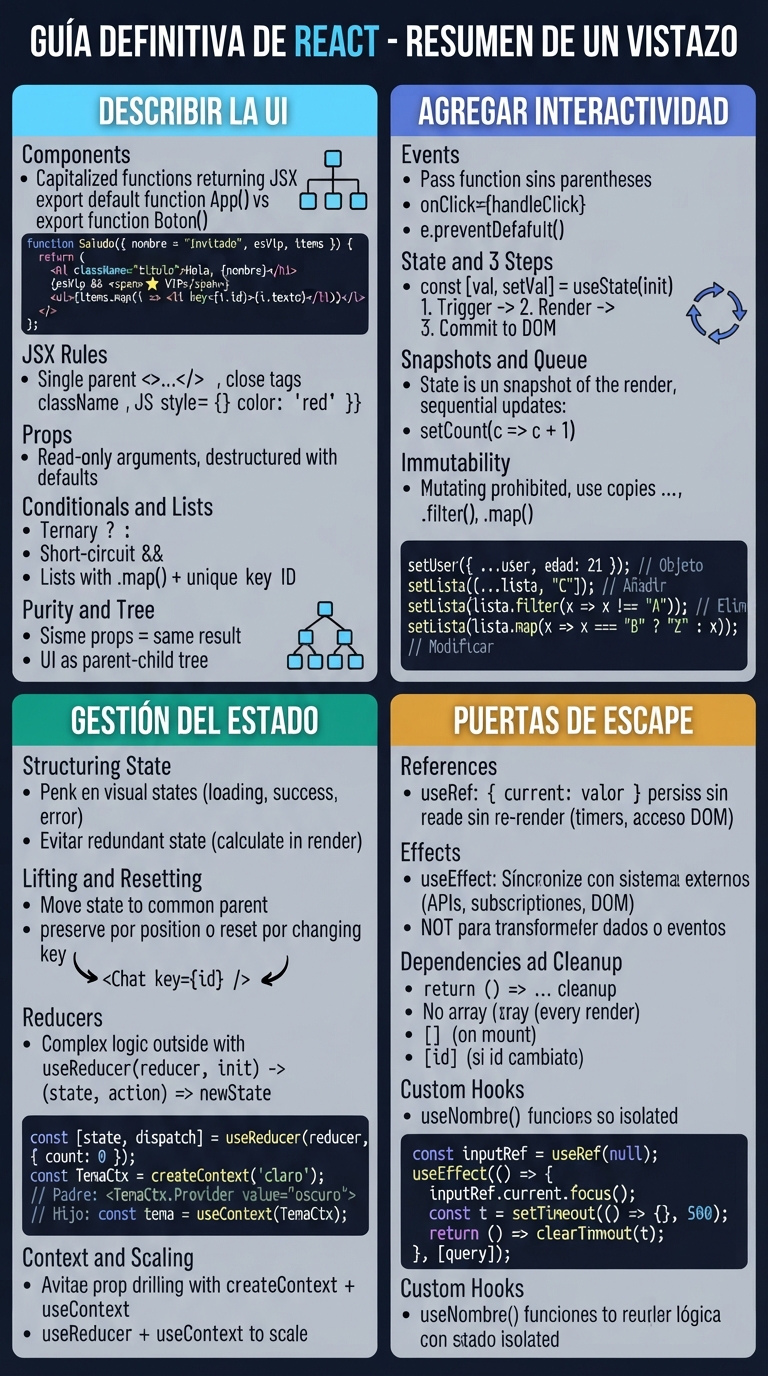 GUÍA DEFINITIVA DE REACT - RESUMEN DE UN VISTAZO
DESCRIBIR LA UI
Components
• Capitalized functions returning JSX
export default function App() vs
export function Boton()
function Saludo({ nombre = "Invitado", esVIp, items }) {
return (
className="titulo">Hola, {nombre}</h1>
{esVIp && <span>⭐ VIPs/span>}
</>
};
JSX Rules
• Single parent <>...</> , close tags
className , JS style= {} color: 'red' }}
Props
• Read-only arguments, destructured with
defaults
Conditionals and Lists
• Ternary ? :
• Short-circuit &&
• Lists with .map() + unique key ID
Purity and Tree
• Sisme props = same result
• UI as parent-child tree
AGREGAR INTERACTIVIDAD
Events
• Pass function sins parentheses
• onClick={handleClick}
• e.preventDefafult()
State and 3 Steps
• const [val, setVal] = useState(init)
1. Trigger -> 2. Render ->
3. Commit to DOM
Snapshots and Queue
• State is un snapshot of the render,
sequential updates:
• setCount(c => c + 1)
Immutability
• Mutating prohibited, use copies ...,
.filter(), .map()
setUser({ ...user, edad: 21 }); // Objeto
setLista([...lista, "C"]); // Añadir
setLista(lista.filter(x => x !== "A")); // Elim
setLista(lista.map(x => x === "B" ? "Z" : x));
// Modificar
GESTIÓN DEL ESTADO
Structuring State
• Penk en visual states (loading, success,
error)
• Evitar redundant state (calculate in render)
Lifting and Resetting
• Move state to common parent
• preserve por position o reset por changing
key
<Chat key={id} />
Reducers
• Complex logic outside with
useReducer(reducer, init) ->
(state, action) => newState
const [state, dispatch] = useReducer(reducer,
{ count: 0 });
const TemaCtx = createContext('claro');
// Padre: <TemaCtx.Provider value="oscuro">
// Hijo: const tema = useContext(TemaCtx);
Context and Scaling
• Avitae prop drilling with createContext +
useContext
• useReducer + useContext to scale
PUERTAS DE ESCAPE
References
• useRef: { current: valor } persiss sin
reade sin re-render (timers, acceso DOM)
Effects
• useEffect: Síncronize con sistema externos
(APIs, subscriptiones, DOM)
• NOT para transformefer dados o eventos
Dependencies ad Cleanup
• return () => ... cleanup
• No array (every render)
• [] (on mount)
• [id] (si id cambiato)
Custom Hooks
• useNombre() funciors so isolated
const inputRef = useRef(null);
useEffect(() => {
inputRef.current.focus();
const t = setTimeout(() => {}, 500);
return () => clearTimnout(t);
}, [query]);
Custom Hooks
• useNombre() funciones to lógica
con stado isolated